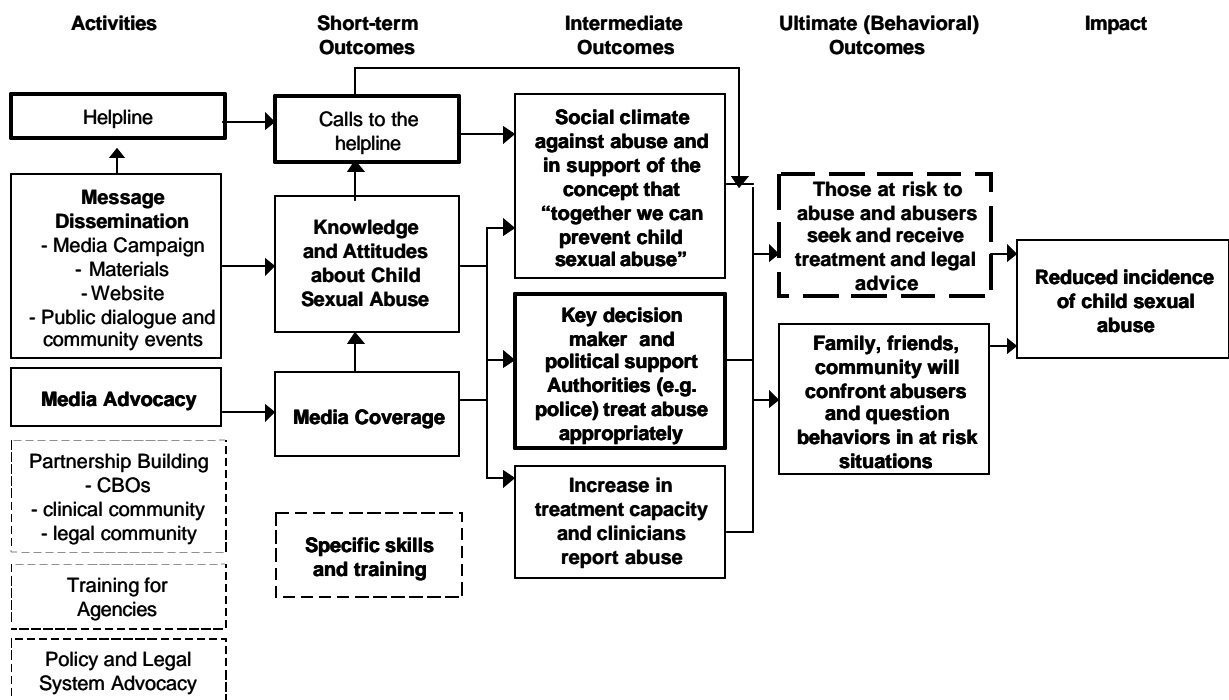 Activities
Short-term
Outcomes
Intermediate
Outcomes
Ultimate (Behavioral)
Outcomes
Impact
Helpline
Message
Dissemination
- Media Campaign
- Materials
- Website
- Public dialogue and
community events
Media Advocacy
Partnership Building
- CBOs
- clinical community
- legal community
Training for
Agencies
Policy and Legal
System Advocacy
Calls to the
helpline
Knowledge
and Attitudes
about Child
Sexual Abuse
Media Coverage
Specific skills
and training
Social climate
against abuse and
in support of the
concept that
“together we can
prevent child
sexual abuse”
Key decision
maker and
political support
Authorities (e.g.
police) treat abuse
appropriately
Increase in
treatment capacity
and clinicians
report abuse
Those at risk to
abuse and abusers
seek and receive
treatment and legal
advice
Family, friends,
community will
confront abusers
and question
behaviors in at risk
situations
Reduced incidence
of child sexual
abuse